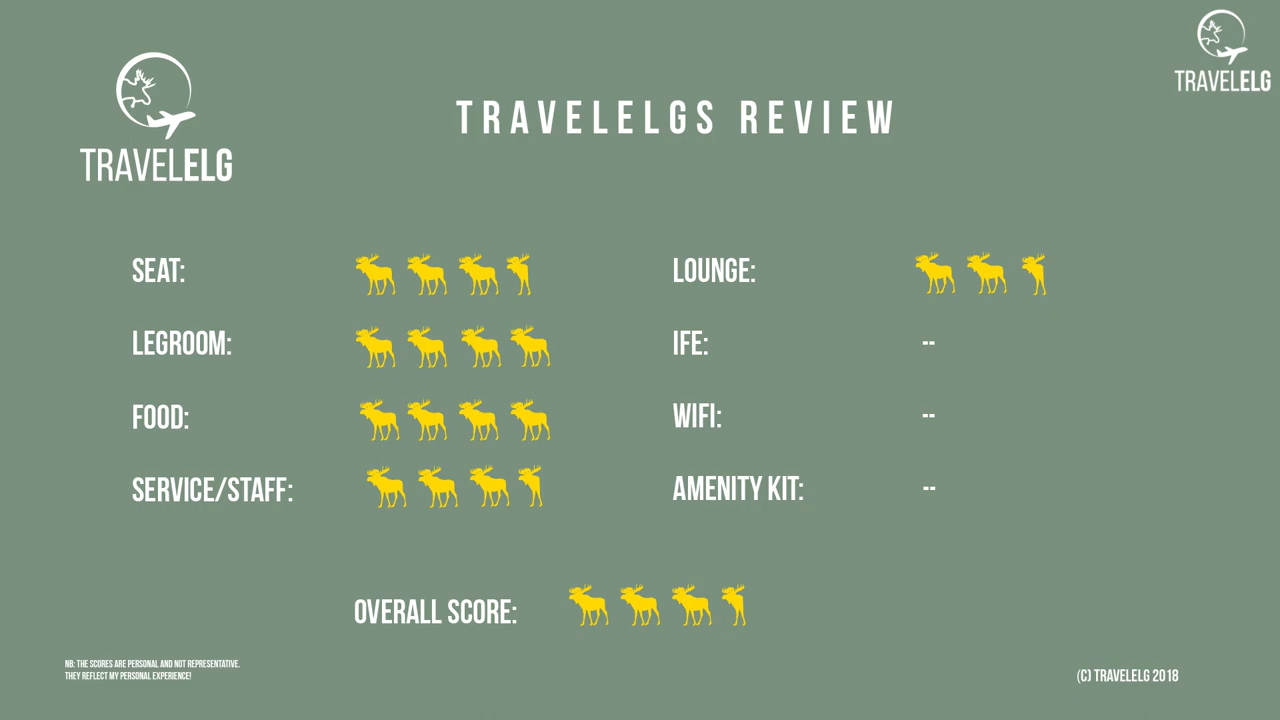 TRAVELELG
TRAVELELG
TRAVELELGS REVIEW
SEAT:
LEGROOM:
FOOD:
SERVICE/STAFF:
LOUNGE:
IFE: --
WIFI: --
AMENITY KIT: --
OVERALL SCORE:
NB: THE SCORES ARE PERSONAL AND NOT REPRESENTATIVE.
THEY REFLECT MY PERSONAL EXPERIENCE!
(C) TRAVELELG 2018